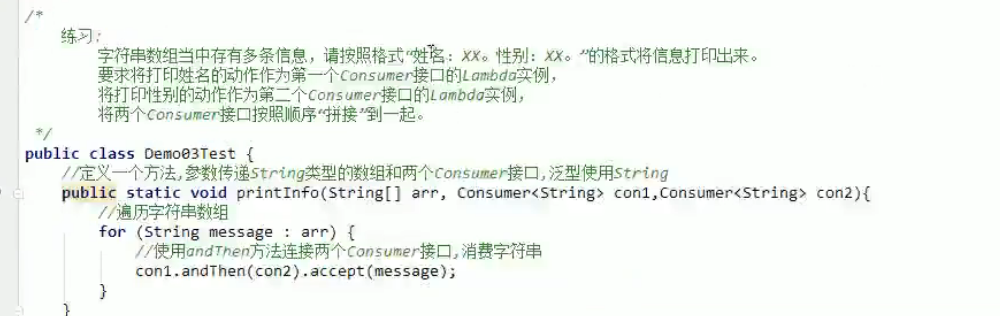 /*
练习:
字符串数组当中存有多条信息，请按照格式“姓名：XX。性别：XX。”的格式将信息打印出来。
要求将打印姓名的动作作为第一个Consumer接口的Lambda实例，
将打印性别的动作作为第二个Consumer接口的Lambda实例，
将两个Consumer接口按照顺序“拼接”到一起。
*/
public class Demo03Test {
//定义一个方法,参数传递String类型的数组和两个Consumer接口,泛型使用String
public static void printInfo(String[] arr, Consumer<String> con1,Consumer<String> con2){
//遍历字符串数组
for (String message : arr) {
//使用andThen方法连接两个Consumer接口,消费字符串
con1.andThen(con2).accept(message);
}
}